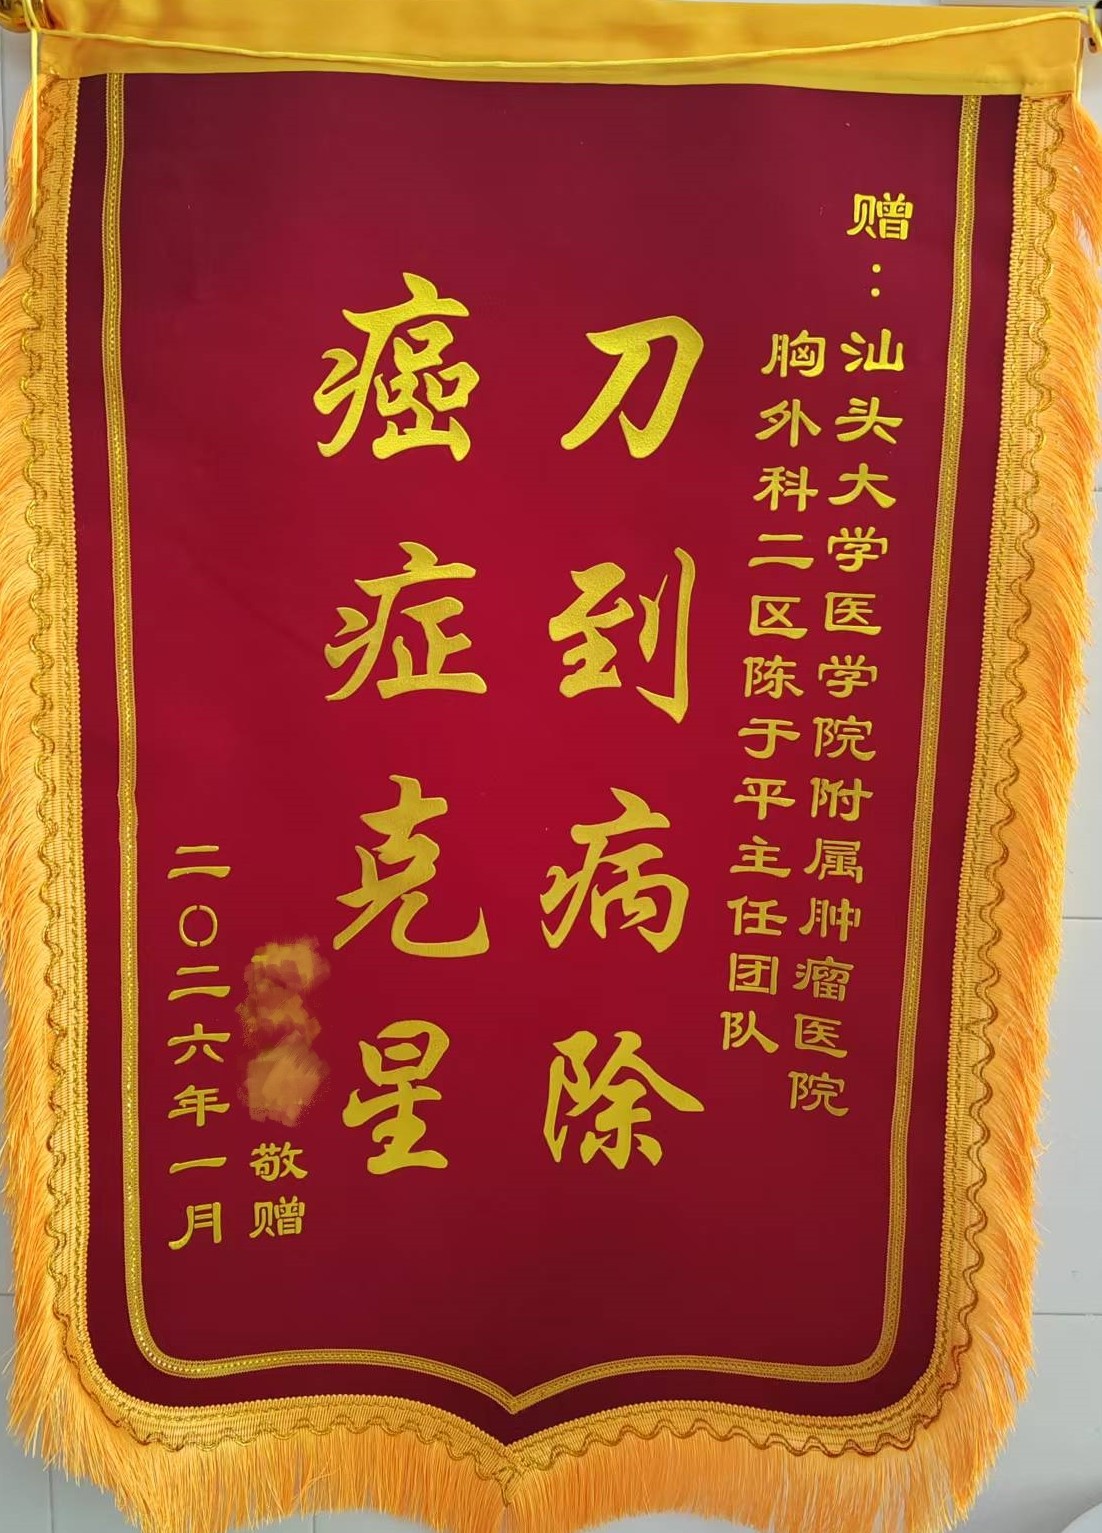 赠：汕头大学医学院附属肿瘤医院
胸外科二区陈于平主任团队
刀到病除
癌症克星
敬赠
二〇二六年一月